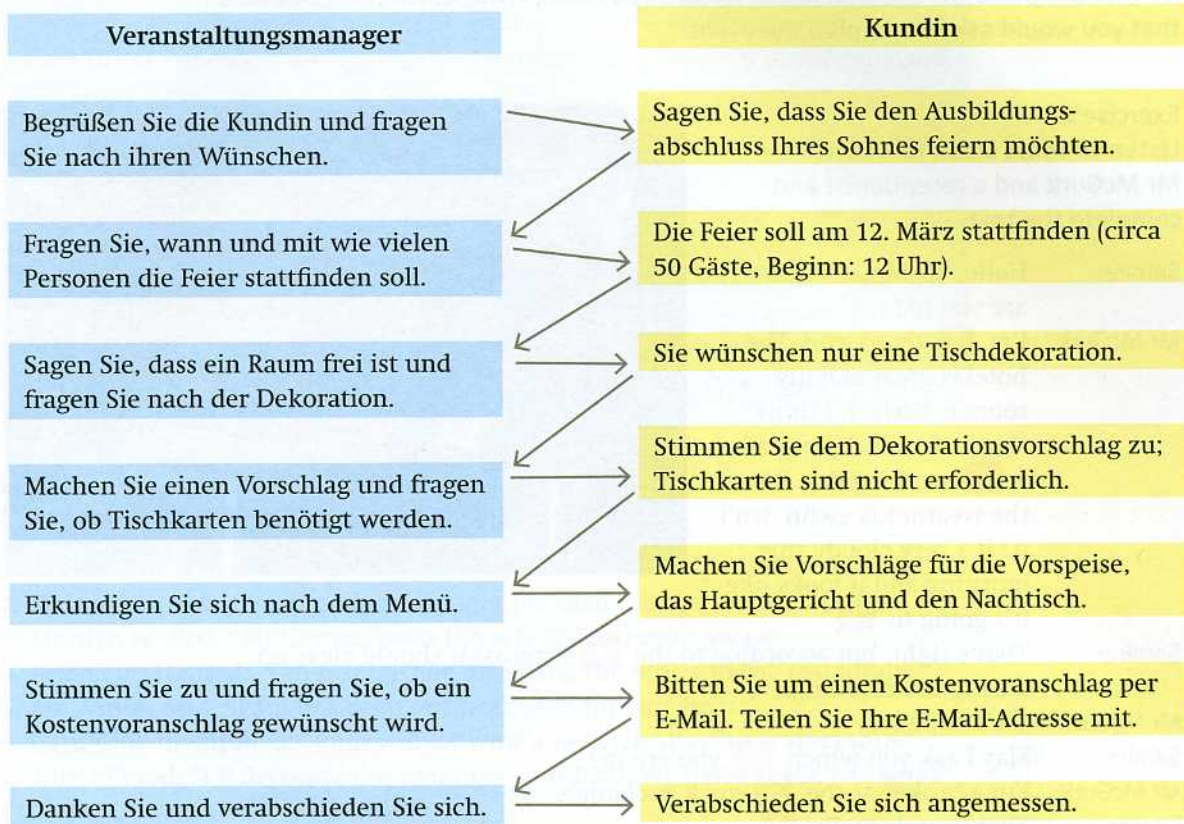 Veranstaltungsmanager
Kundin
Begrüßen Sie die Kundin und fragen
Sie nach ihren Wünschen.
Sagen Sie, dass Sie den Ausbildungs-
abschluss Ihres Sohnes feiern möchten.
Fragen Sie, wann und mit wie vielen
Personen die Feier stattfinden soll.
Die Feier soll am 12. März stattfinden (circa
50 Gäste, Beginn: 12 Uhr).
Sagen Sie, dass ein Raum frei ist und
fragen Sie nach der Dekoration.
Sie wünschen nur eine Tischdekoration.
Machen Sie einen Vorschlag und fragen
Sie, ob Tischkarten benötigt werden.
Stimmen Sie dem Dekorationsvorschlag zu;
Tischkarten sind nicht erforderlich.
Erkundigen Sie sich nach dem Menü.
Machen Sie Vorschläge für die Vorspeise,
das Hauptgericht und den Nachtisch.
Stimmen Sie zu und fragen Sie, ob ein
Kostenvoranschlag gewünscht wird.
Bitten Sie um einen Kostenvoranschlag per
E-Mail. Teilen Sie Ihre E-Mail-Adresse mit.
Danken Sie und verabschieden Sie sich.
Verabschieden Sie sich angemessen.